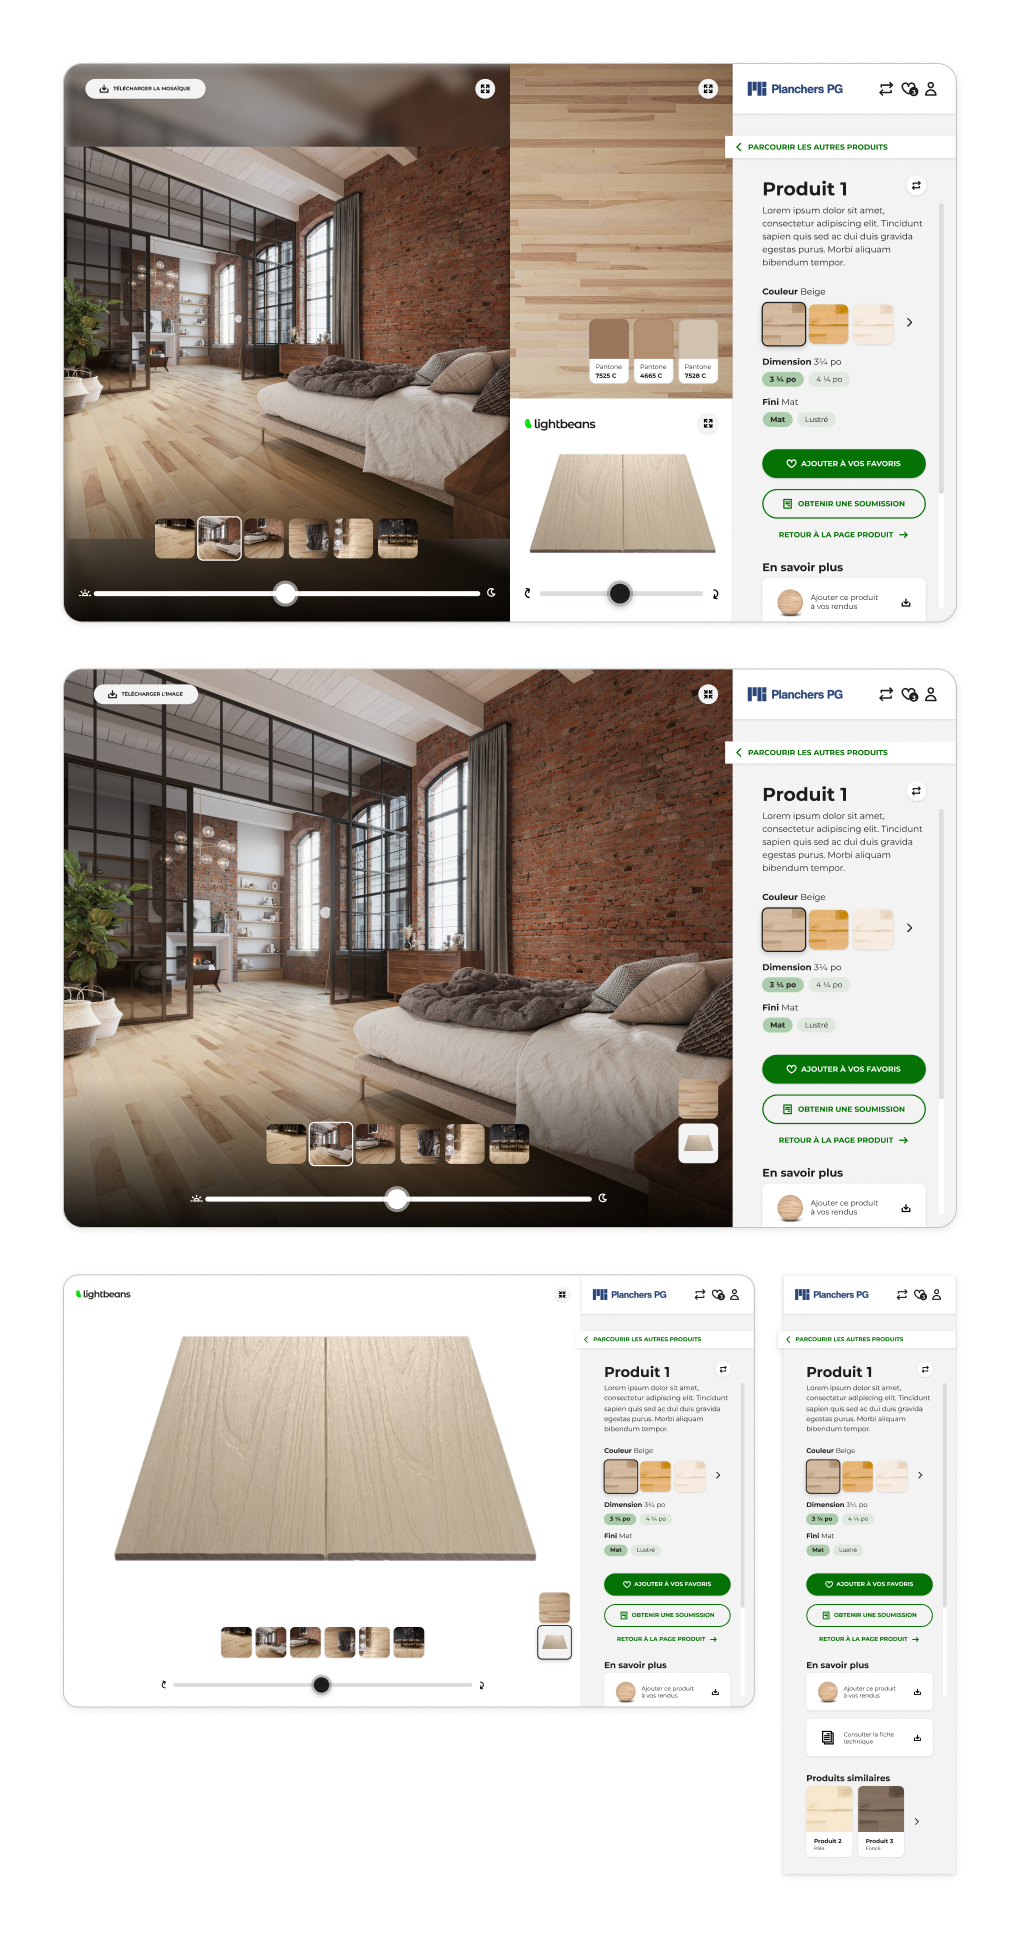 TÉLÉCHARGER LA MOSAÏQUE
Pantone
7525 C
Pantone
4665 C
Pantone
7528 C
lightbeans
Planchers PG
3
PARCOURIR LES AUTRES PRODUITS
Produit 1
Lorem ipsum dolor sit amet,
consectetur adipiscing elit. Tincidunt
sapien quis sed ac dui duis gravida
egestas purus. Morbi aliquam
bibendum tempor.
Couleur Beige
Dimension 3¼ po
3 ¼ po
4 ¼ po
Fini Mat
Mat
Lustré
AJOUTER À VOS FAVORIS
OBTENIR UNE SOUMISSION
RETOUR À LA PAGE PRODUIT
En savoir plus
Ajouter ce produit
à vos rendus
TÉLÉCHARGER L'IMAGE
Planchers PG
3
PARCOURIR LES AUTRES PRODUITS
Produit 1
Lorem ipsum dolor sit amet,
consectetur adipiscing elit. Tincidunt
sapien quis sed ac dui duis gravida
egestas purus. Morbi aliquam
bibendum tempor.
Couleur Beige
Dimension 3¼ po
3 ¼ po
4 ¼ po
Fini Mat
Mat
Lustré
AJOUTER À VOS FAVORIS
OBTENIR UNE SOUMISSION
RETOUR À LA PAGE PRODUIT
En savoir plus
Ajouter ce produit
à vos rendus
lightbeans
Planchers PG
3
PARCOURIR LES AUTRES PRODUITS
Produit 1
Lorem ipsum dolor sit amet,
consectetur adipiscing elit. Tincidunt
sapien quis sed ac dui duis gravida
egestas purus. Morbi aliquam
bibendum tempor.
Couleur Beige
Dimension 3¼ po
3 ¼ po
4 ¼ po
Fini Mat
Mat
Lustré
AJOUTER À VOS FAVORIS
OBTENIR UNE SOUMISSION
RETOUR À LA PAGE PRODUIT
En savoir plus
Ajouter ce produit
à vos rendus
Planchers PG
3
PARCOURIR LES AUTRES PRODUITS
Produit 1
Lorem ipsum dolor sit amet,
consectetur adipiscing elit. Tincidunt
sapien quis sed ac dui duis gravida
egestas purus. Morbi aliquam
bibendum tempor.
Couleur Beige
Dimension 3¼ po
3 ¼ po
4 ¼ po
Fini Mat
Mat
Lustré
AJOUTER À VOS FAVORIS
OBTENIR UNE SOUMISSION
RETOUR À LA PAGE PRODUIT
En savoir plus
Ajouter ce produit
à vos rendus
Consulter la fiche
technique
Produits similaires
Produit 2
Pâle
Produit 3
Foncé